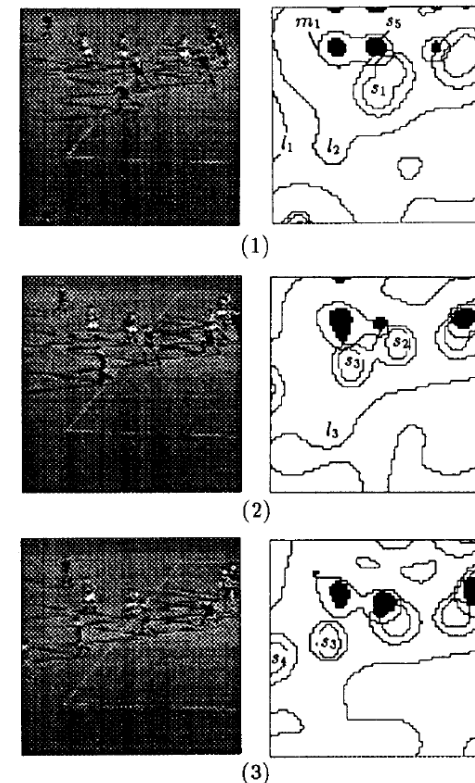 m₁ s₅
s₁
l₁ l₂
(1)
s₂
s₃
l₃
(2)
s₃
s₄
(3)